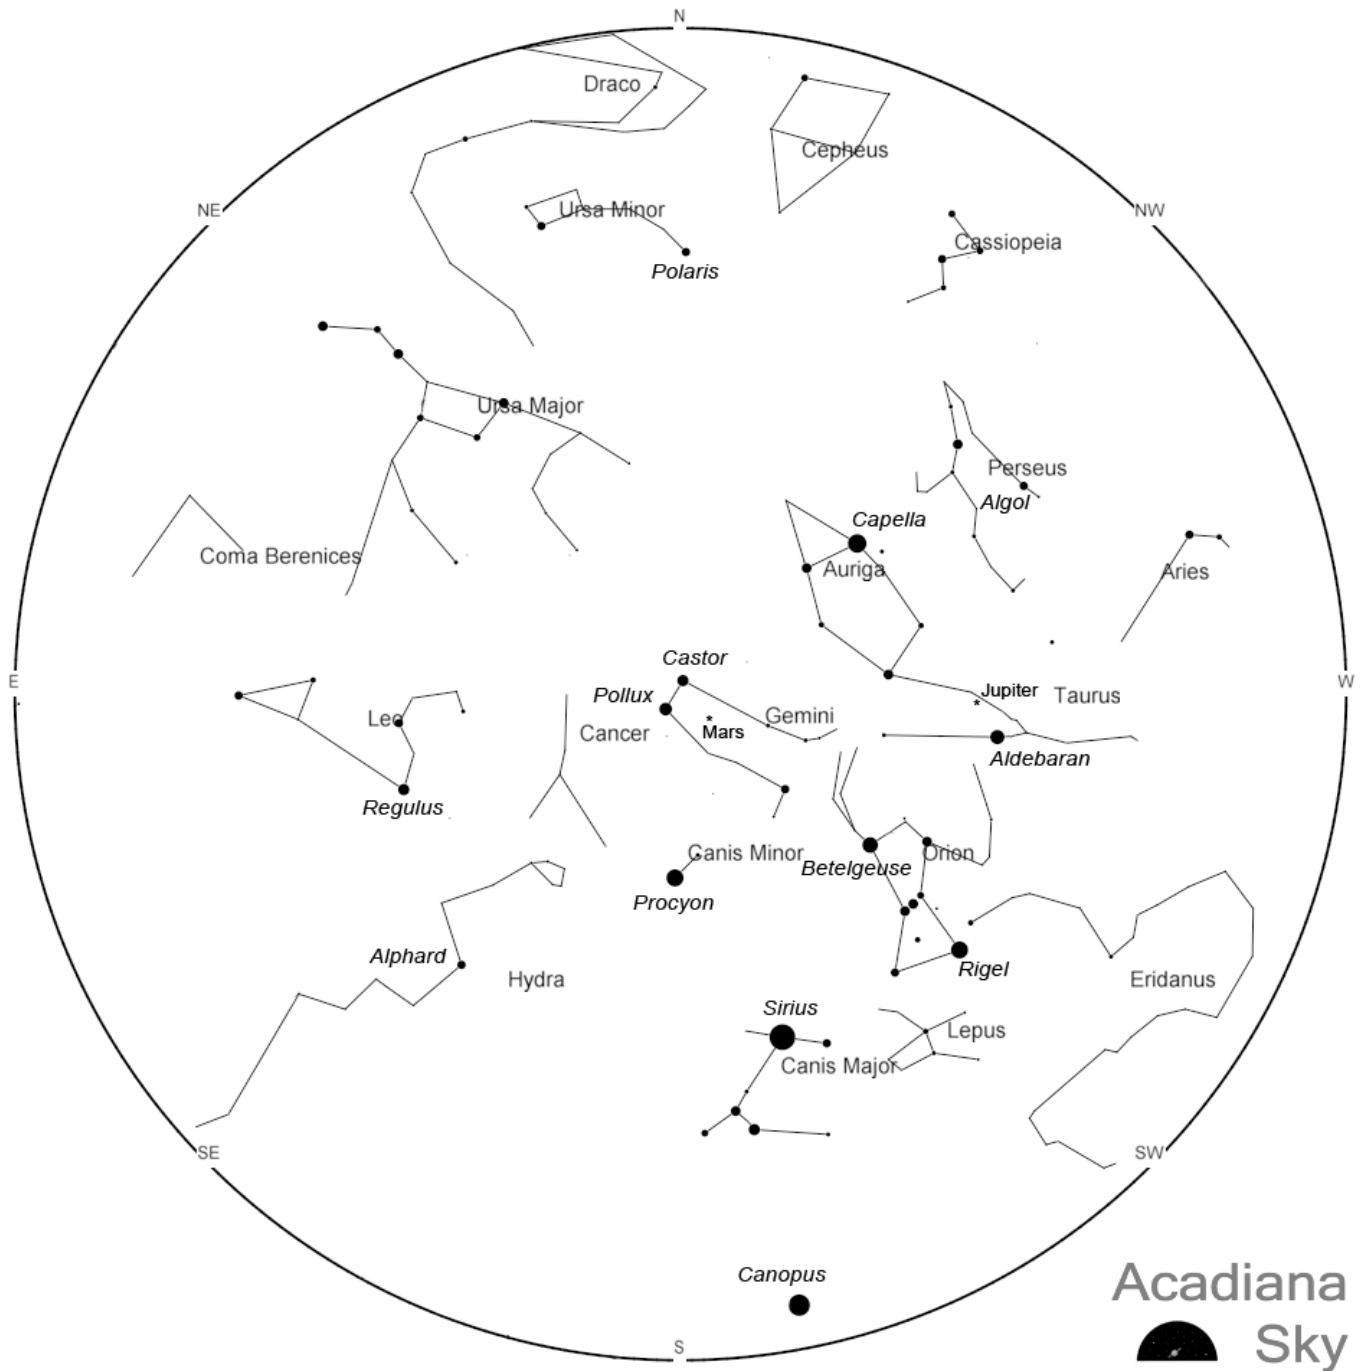 N
Draco
Cepheus
NE
Ursa Minor
NW
Cassiopeia
Polaris
Ursa Major
Perseus
Algol
Capella
Coma Berenices
Auriga
Aries
Castor
E
W
Pollux
Jupiter
Taurus
Leo
Cancer
Mars
Gemini
Aldebaran
Regulus
Canis Minor
Orion
Betelgeuse
Procyon
Alphard
Hydra
Rigel
Eridanus
Sirius
Lepus
Canis Major
SE
SW
Canopus
Acadiana
Sky
S